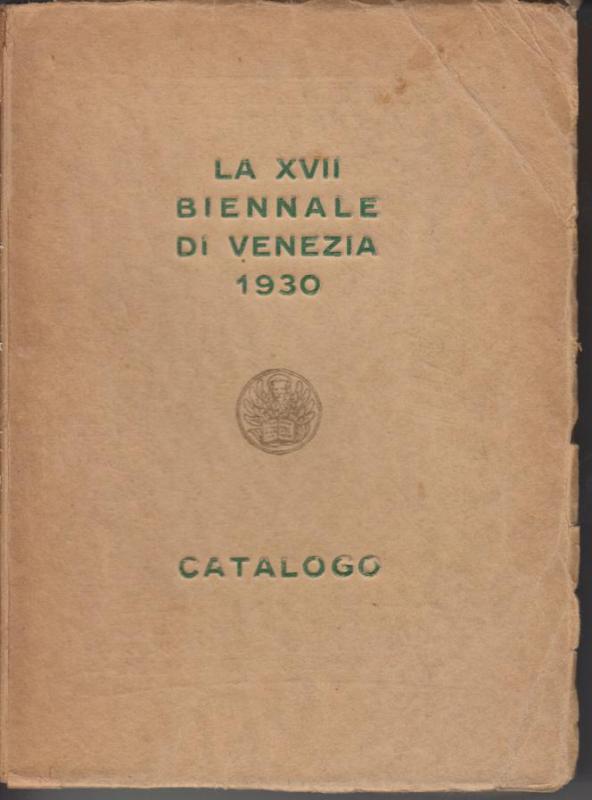 LA XVII
BIENNALE
DI VENEZIA
1930
CATALOGO